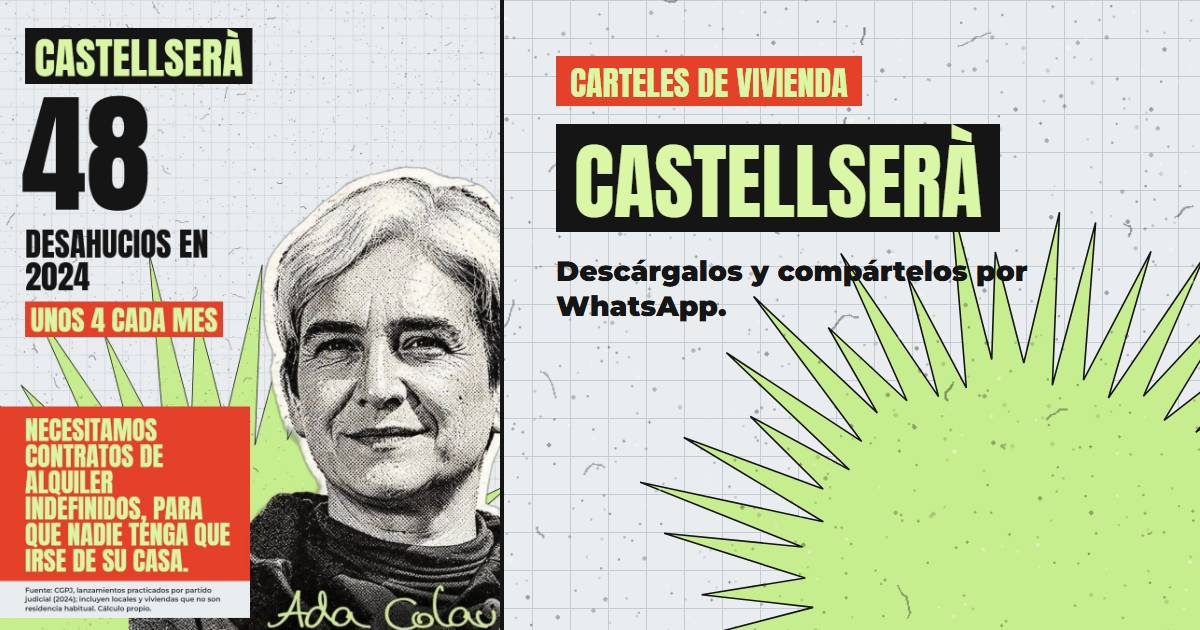 CASTELLSERÀ
48
DESAHUCIOS EN
2024
UNOS 4 CADA MES
NECESITAMOS
CONTRATOS DE
ALQUILER
INDEFINIDOS, PARA
QUE NADIE TENGA QUE
IRSE DE SU CASA.
Fuente: CGPJ, lanzamientos practicados por partido
judicial (2024); incluyen locales y viviendas que no son
residencia habitual. Cálculo propio.
Ada Colau
CARTELES DE VIVIENDA
CASTELLSERÀ
Descárgalos y compártelos por
WhatsApp.